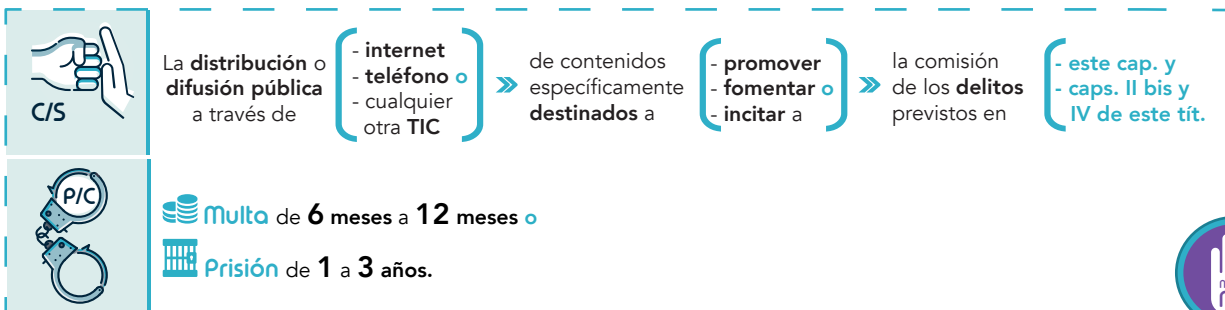 C/S
La distribución o
difusión pública
a través de
- internet
- teléfono o
- cualquier
otra TIC
»
de contenidos
específicamente
destinados a
- promover
- fomentar o
- incitar a
»
la comisión
de los delitos
previstos en
- este cap. y
- caps. II bis y
IV de este tít.
P/C
Multa de 6 meses a 12 meses o
Prisión de 1 a 3 años.